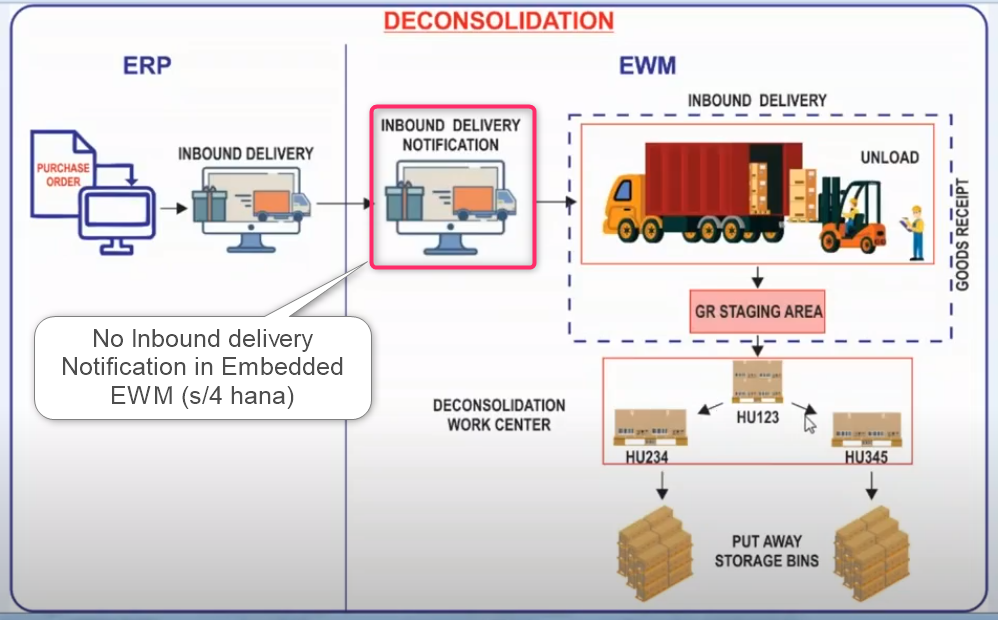 DECONSOLIDATION
ERP
EWM
PURCHASE
ORDER
INBOUND DELIVERY
INBOUND DELIVERY
NOTIFICATION
INBOUND DELIVERY
UNLOAD
GOODS RECEIPT
No Inbound delivery
Notification in Embedded
EWM (s/4 hana)
GR STAGING AREA
DECONSOLIDATION
WORK CENTER
HU123
HU234
HU345
PUT AWAY
STORAGE BINS